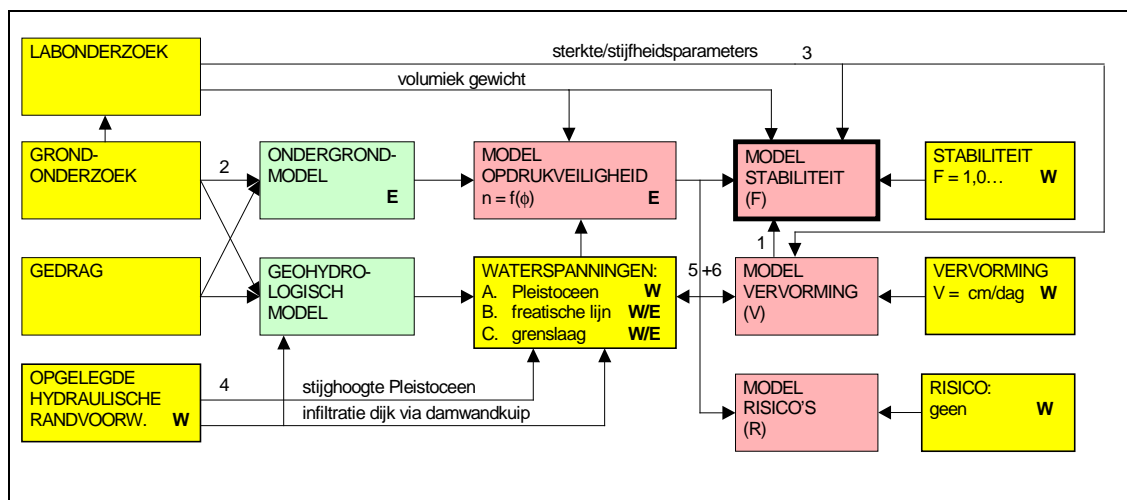 LABONDERZOEK
sterkte/stijfheidsparameters 3
volumiek gewicht
GROND-
ONDERZOEK
2
ONDERGROND-
MODEL
E
MODEL
OPDRUKVEILIGHEID
n = f(ϕ) E
MODEL
STABILITEIT
(F)
STABILITEIT
F = 1,0... W
1
GEDRAG
GEOHYDRO-
LOGISCH
MODEL
WATERSPANNINGEN:
A. Pleistoceen W
B. freatische lijn W/E
C. grenslaag W/E
5 +6
MODEL
VERVORMING
(V)
VERVORMING
V = cm/dag W
OPGELEGDE
HYDRAULISCHE
RANDVOORW. W
4
stijghoogte Pleistoceen
infiltratie dijk via damwandkuip
MODEL
RISICO'S
(R)
RISICO:
geen W